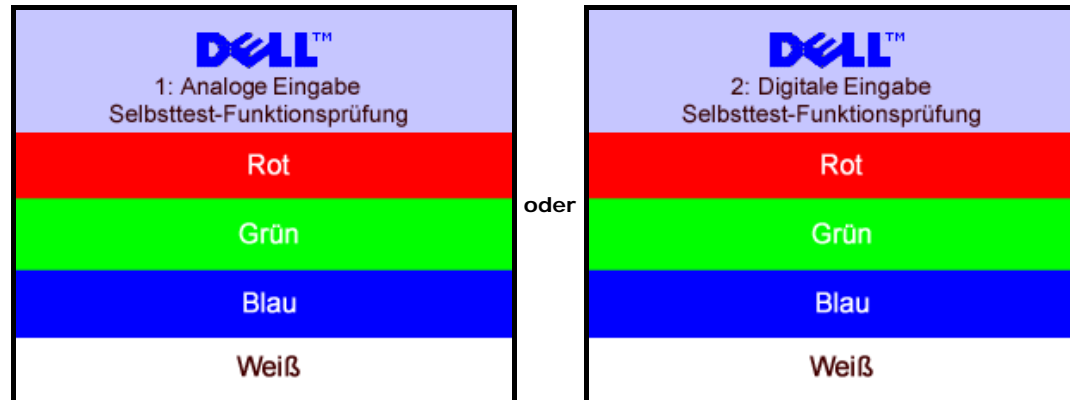 DELL™
1: Analoge Eingabe
Selbsttest-Funktionsprüfung
Rot
Grün
Blau
Weiß
oder
DELL™
2: Digitale Eingabe
Selbsttest-Funktionsprüfung
Rot
Grün
Blau
Weiß